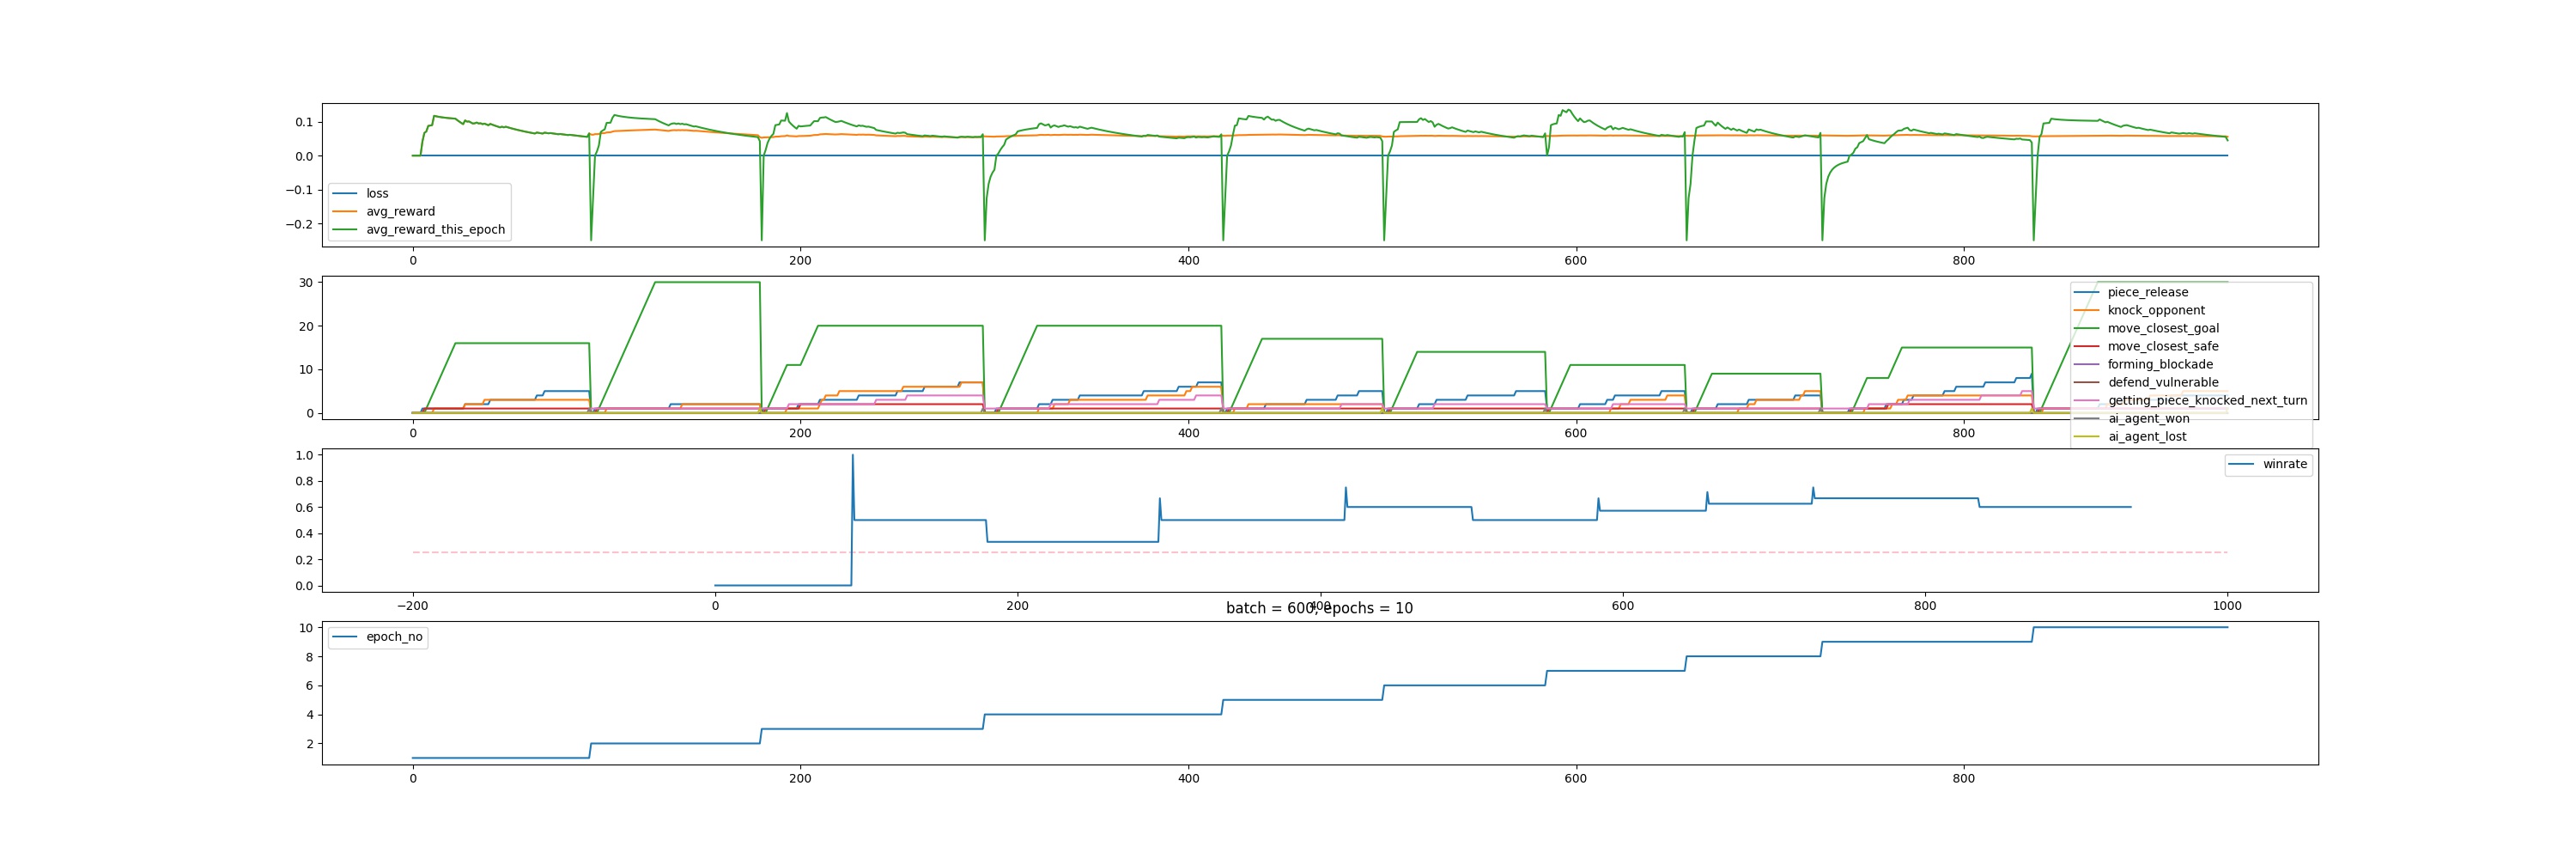 0.1
0.0
−0.1
−0.2
loss
avg_reward
avg_reward_this_epoch
0 200 400 600 800
30
20
10
0
piece_release
knock_opponent
move_closest_goal
move_closest_safe
forming_blockade
defend_vulnerable
getting_piece_knocked_next_turn
ai_agent_won
ai_agent_lost
0 200 400 600 800
1.0
0.8
0.6
0.4
0.2
0.0
winrate
−200 0 200 400 600 800 1000
batch = 600, epochs = 10
10
8
6
4
2
epoch_no
0 200 400 600 800